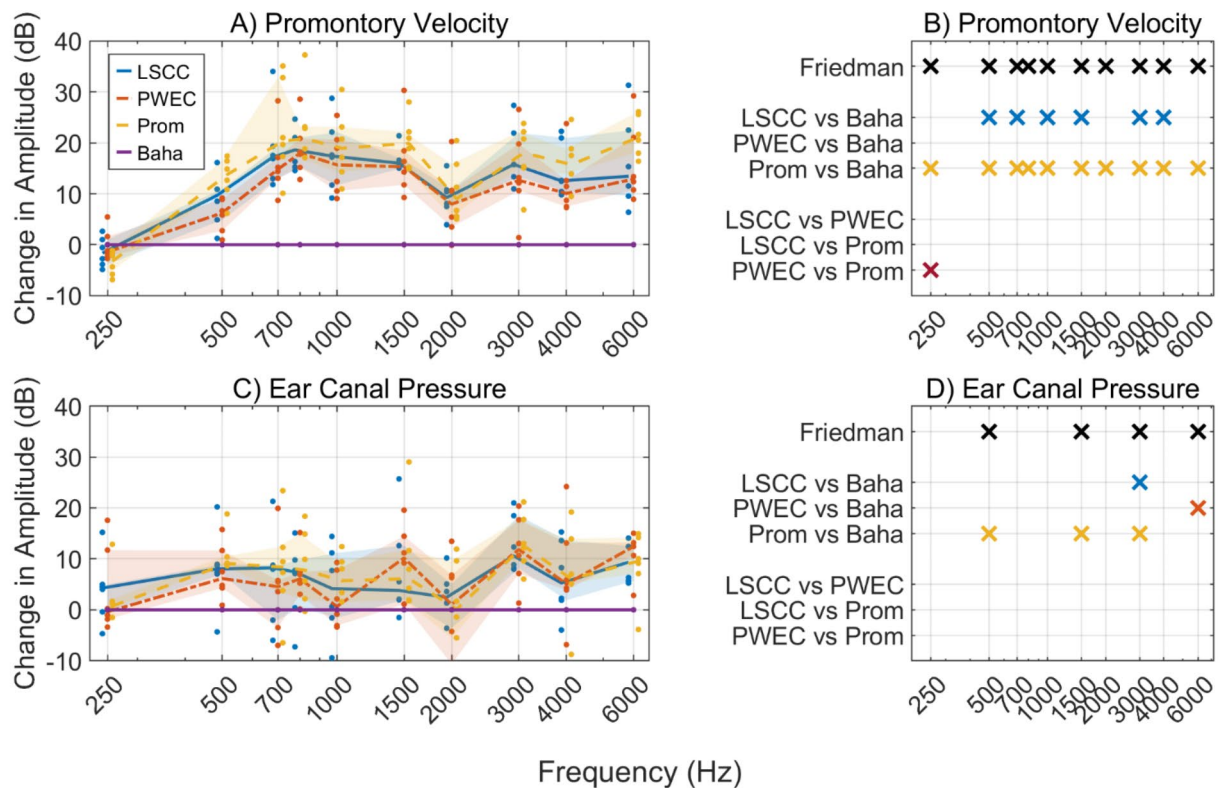 A) Promontory Velocity
Change in Amplitude (dB)
40
30
20
10
0
-10
LSCC
PWEC
Prom
Baha
250
500
700
1000
1500
2000
3000
4000
6000
B) Promontory Velocity
Friedman
LSCC vs Baha
PWEC vs Baha
Prom vs Baha
LSCC vs PWEC
LSCC vs Prom
PWEC vs Prom
250
500
700
1000
1500
2000
3000
4000
6000
C) Ear Canal Pressure
Change in Amplitude (dB)
40
30
20
10
0
-10
250
500
700
1000
1500
2000
3000
4000
6000
D) Ear Canal Pressure
Friedman
LSCC vs Baha
PWEC vs Baha
Prom vs Baha
LSCC vs PWEC
LSCC vs Prom
PWEC vs Prom
250
500
700
1000
1500
2000
3000
4000
6000
Frequency (Hz)